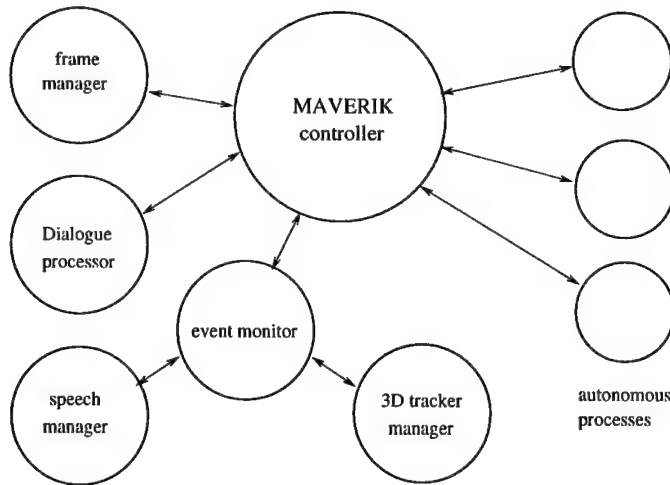 frame
manager
MAVERIK
controller
Dialogue
processor
event monitor
speech
manager
3D tracker
manager
autonomous
processes